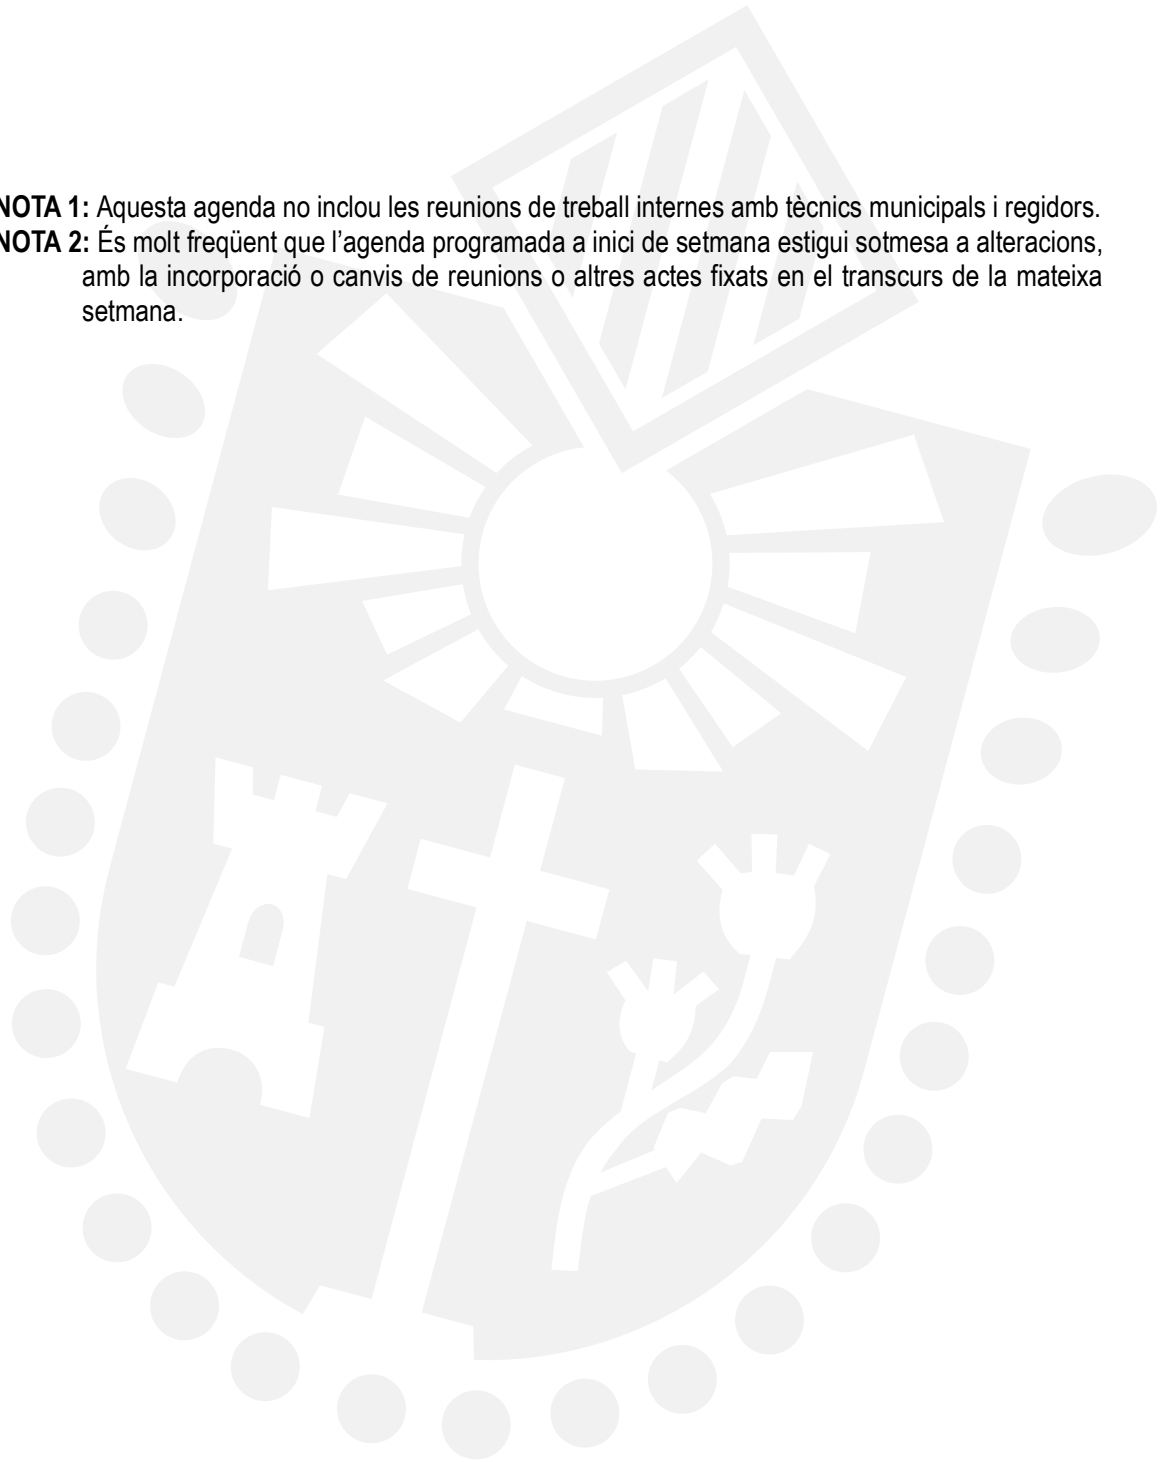 NOTA 1: Aquesta agenda no inclou les reunions de treball internes amb tècnics municipals i regidors.
NOTA 2: És molt freqüent que l’agenda programada a inici de setmana estigui sotmesa a alteracions,
amb la incorporació o canvis de reunions o altres actes fixats en el transcurs de la mateixa
setmana.